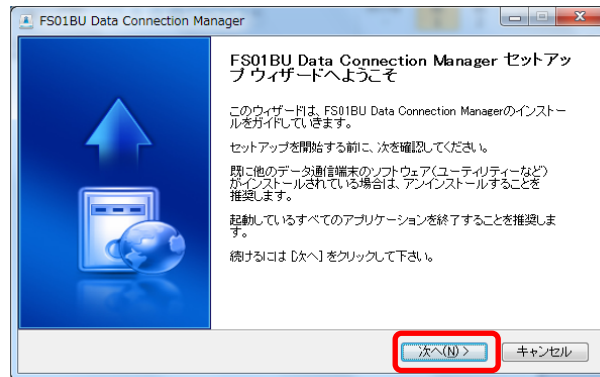 FS01BU Data Connection Manager
FS01BU Data Connection Manager セットアッ
プ ウィザードへようこそ
このウィザードは、FS01BU Data Connection Managerのインストー
ルをガイドしていきます。
セットアップを開始する前に、次を確認してください。
既に他のデータ通信端末のソフトウェア(ユーティリティーなど)
がインストールされている場合は、アンインストールすることを
推奨します。
起動しているすべてのアプリケーションを終了することを推奨しま
す。
続けるには [次へ] をクリックして下さい。
次へ(N) >
キャンセル